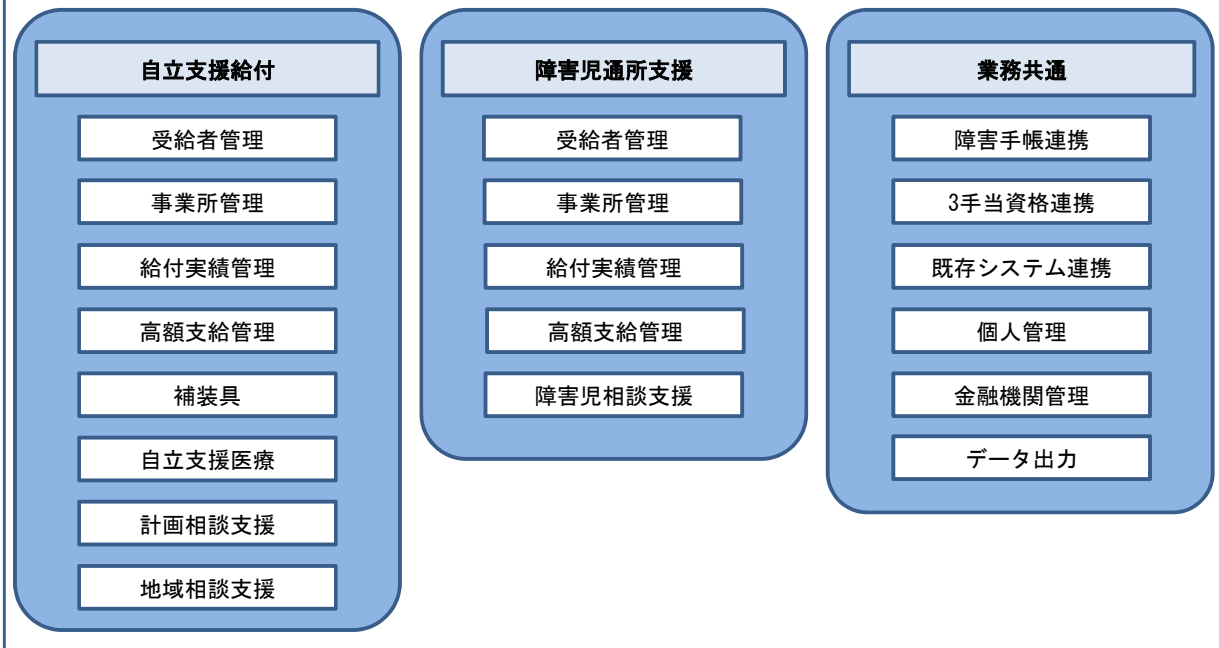 自立支援給付
受給者管理
事業所管理
給付実績管理
高額支給管理
補装具
自立支援医療
計画相談支援
地域相談支援
障害児通所支援
受給者管理
事業所管理
給付実績管理
高額支給管理
障害児相談支援
業務共通
障害手帳連携
3手当資格連携
既存システム連携
個人管理
金融機関管理
データ出力